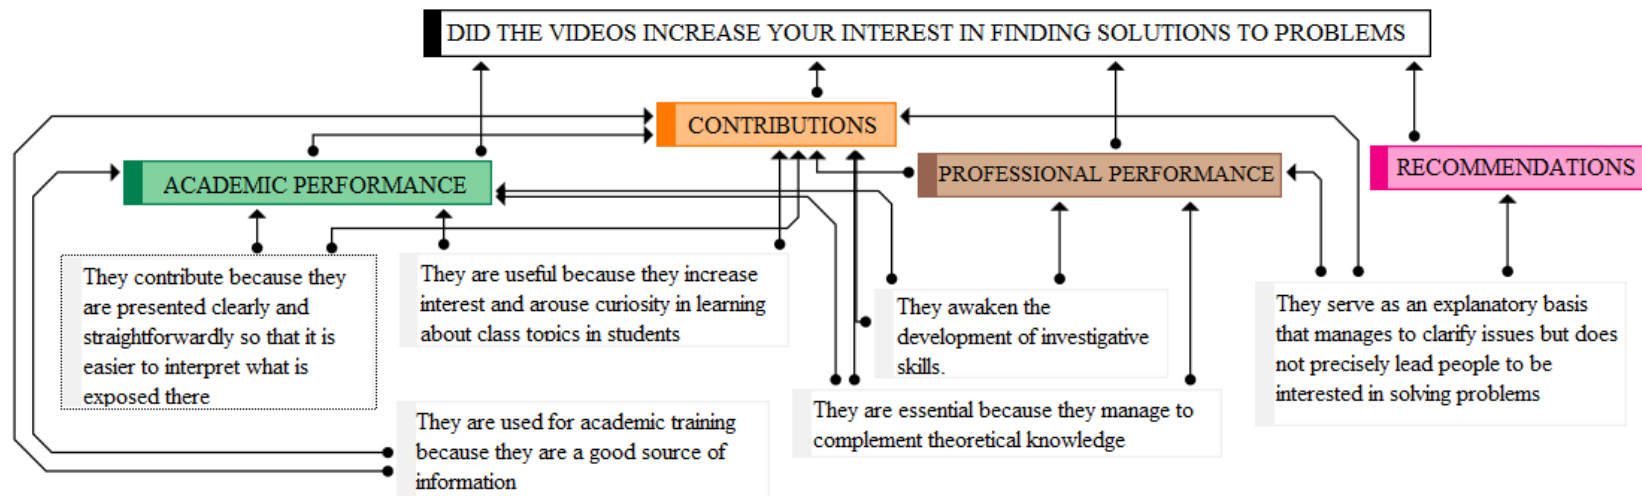 DID THE VIDEOS INCREASE YOUR INTEREST IN FINDING SOLUTIONS TO PROBLEMS
CONTRIBUTIONS
ACADEMIC PERFORMANCE
PROFESSIONAL PERFORMANCE
RECOMMENDATIONS
They contribute because they
are presented clearly and
straightforwardly so that it is
easier to interpret what is
exposed there
They are useful because they increase
interest and arouse curiosity in learning
about class topics in students
They awaken the
development of investigative
skills.
They serve as an explanatory basis
that manages to clarify issues but does
not precisely lead people to be
interested in solving problems
They are used for academic training
because they are a good source of
information
They are essential because they manage to
complement theoretical knowledge